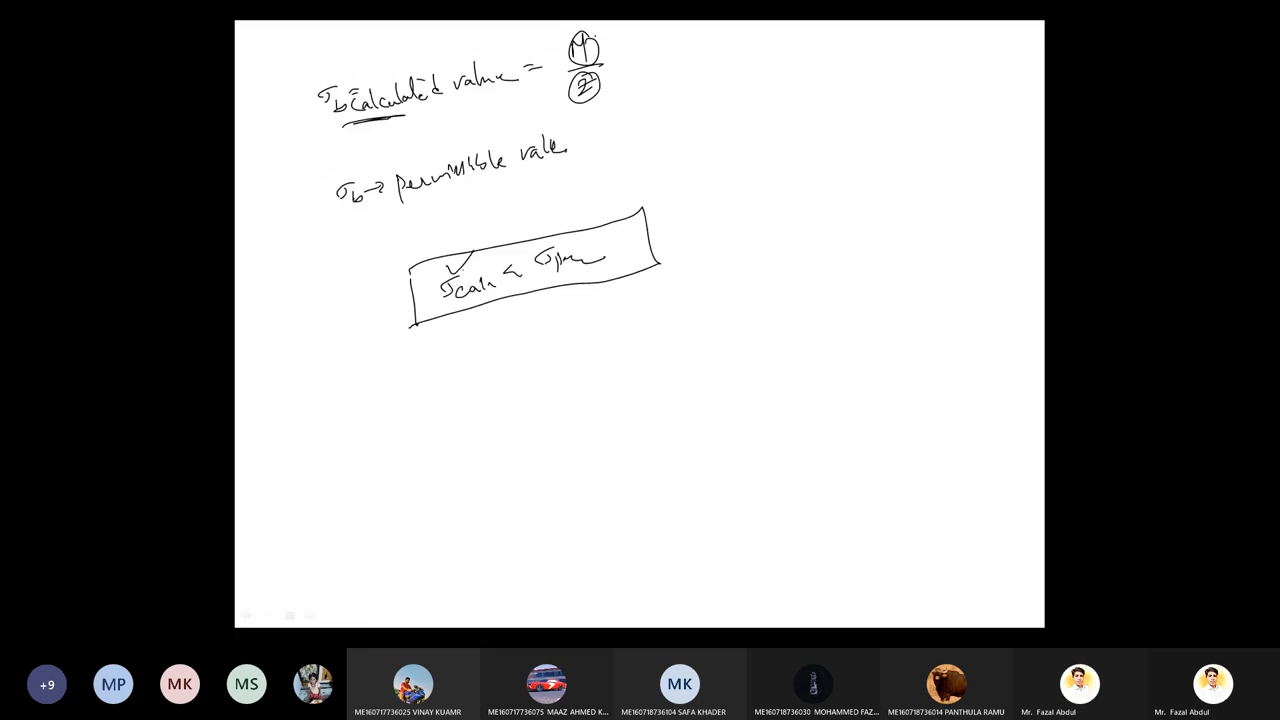 σb calculated value = M / Z
σb → permissible vale
σcalc < σper
+9
MP
MK
MS
MK
ME160717736025 VINAY KUAMR
ME160717736075 MAAZ AHMED K...
ME160718736104 SAFA KHADER
ME160718736030 MOHAMMED FAZ...
ME160718736014 PANTHULA RAMU
Mr. Fazal Abdul
Mr. Fazal Abdul